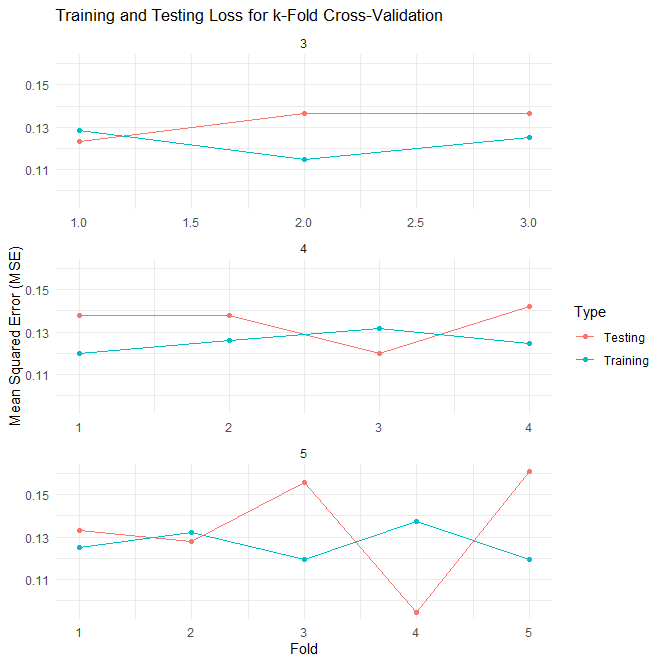 Training and Testing Loss for k-Fold Cross-Validation
3
0.15
0.13
0.11
1.0 1.5 2.0 2.5 3.0
4
0.15
0.13
0.11
1 2 3 4
5
0.15
0.13
0.11
1 2 3 4 5
Fold
Mean Squared Error (MSE)
Type
Testing
Training